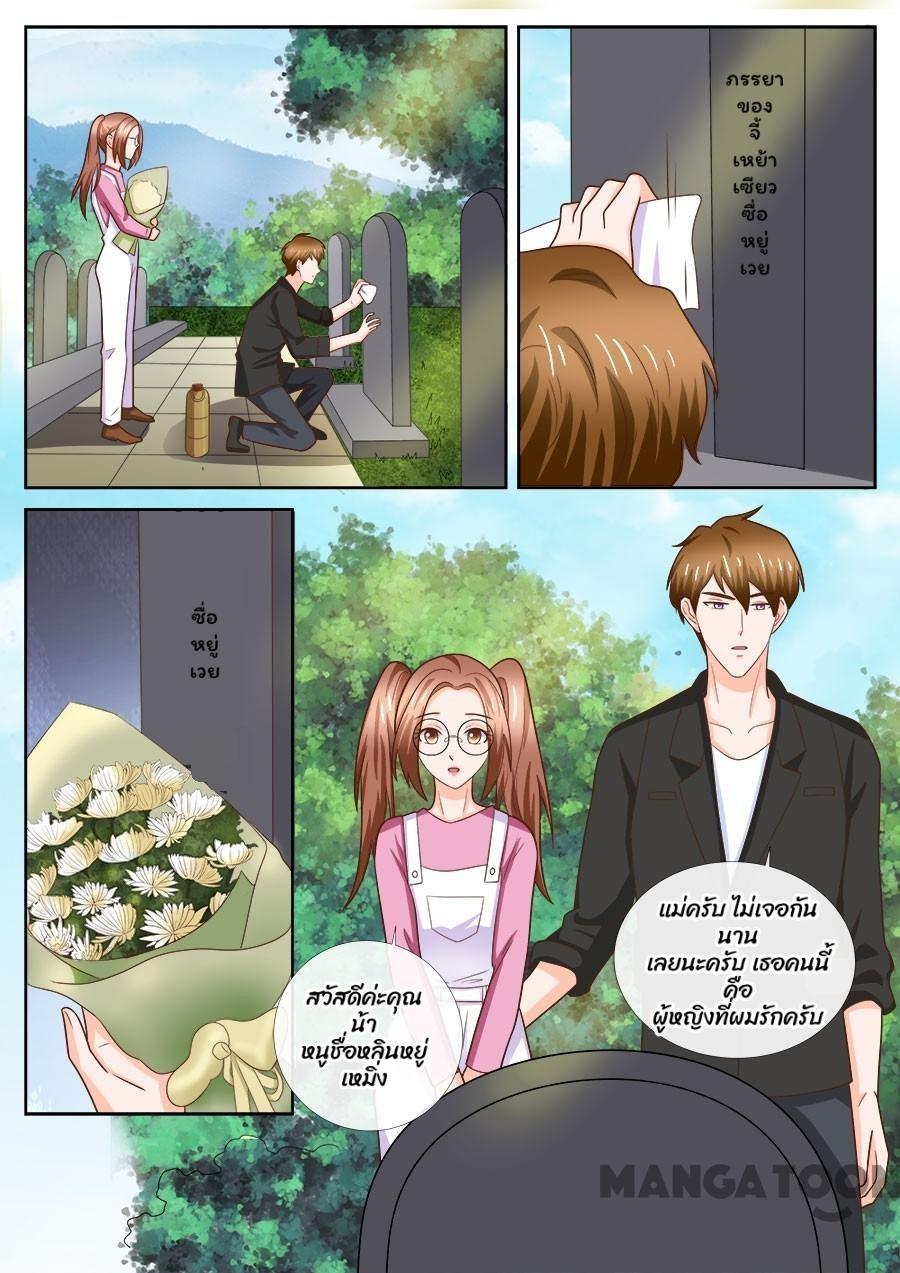 ภรรยา
ของ
จี้
เหย้า
เซียว
ซื่อ
หยู่
เวย
ซื่อ
หยู่
เวย
แม่ครับ ไม่เจอกัน
นาน
เลยนะครับ เธอคนนี้
คือ
ผู้หญิงที่ผมรักครับ
สวัสดีค่ะคุณ
น้า
หนูชื่อหลินหยู่
เหมิ่ง
MANGATOON